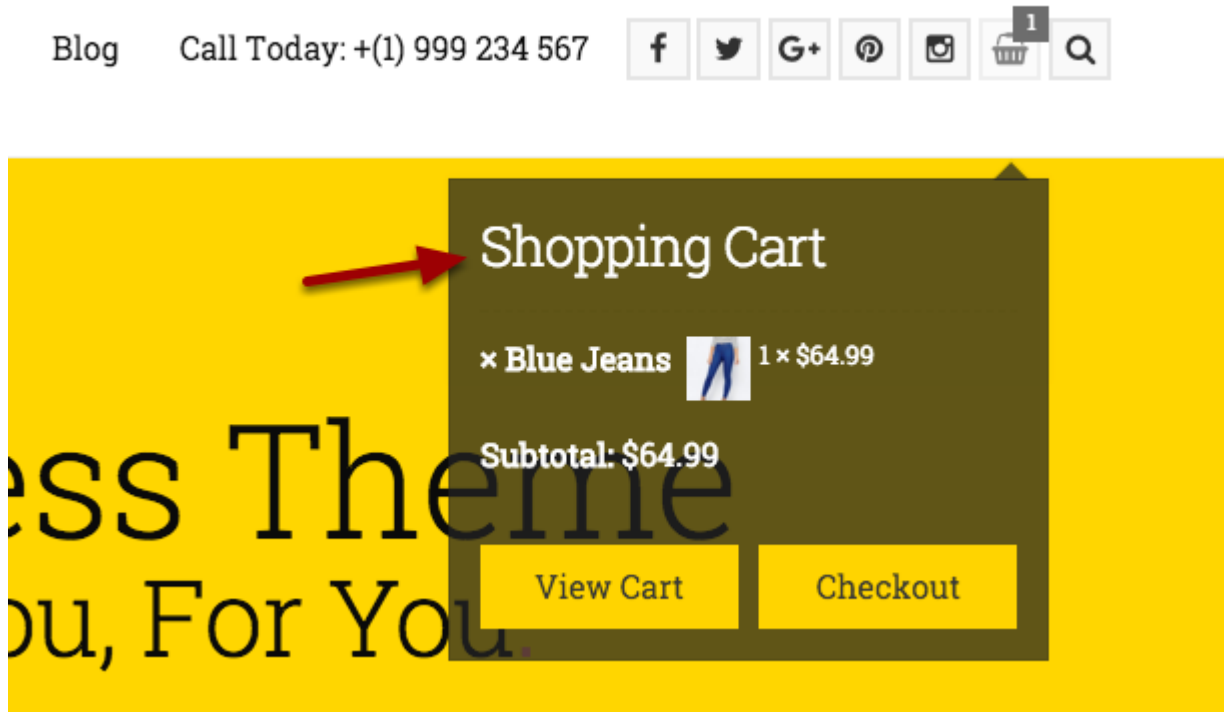 Blog Call Today: +(1) 999 234 567 f G+ 1
Shopping Cart
× Blue Jeans 1 × $64.99
Subtotal: $64.99
ess Theme
View Cart Checkout
ou, For You.